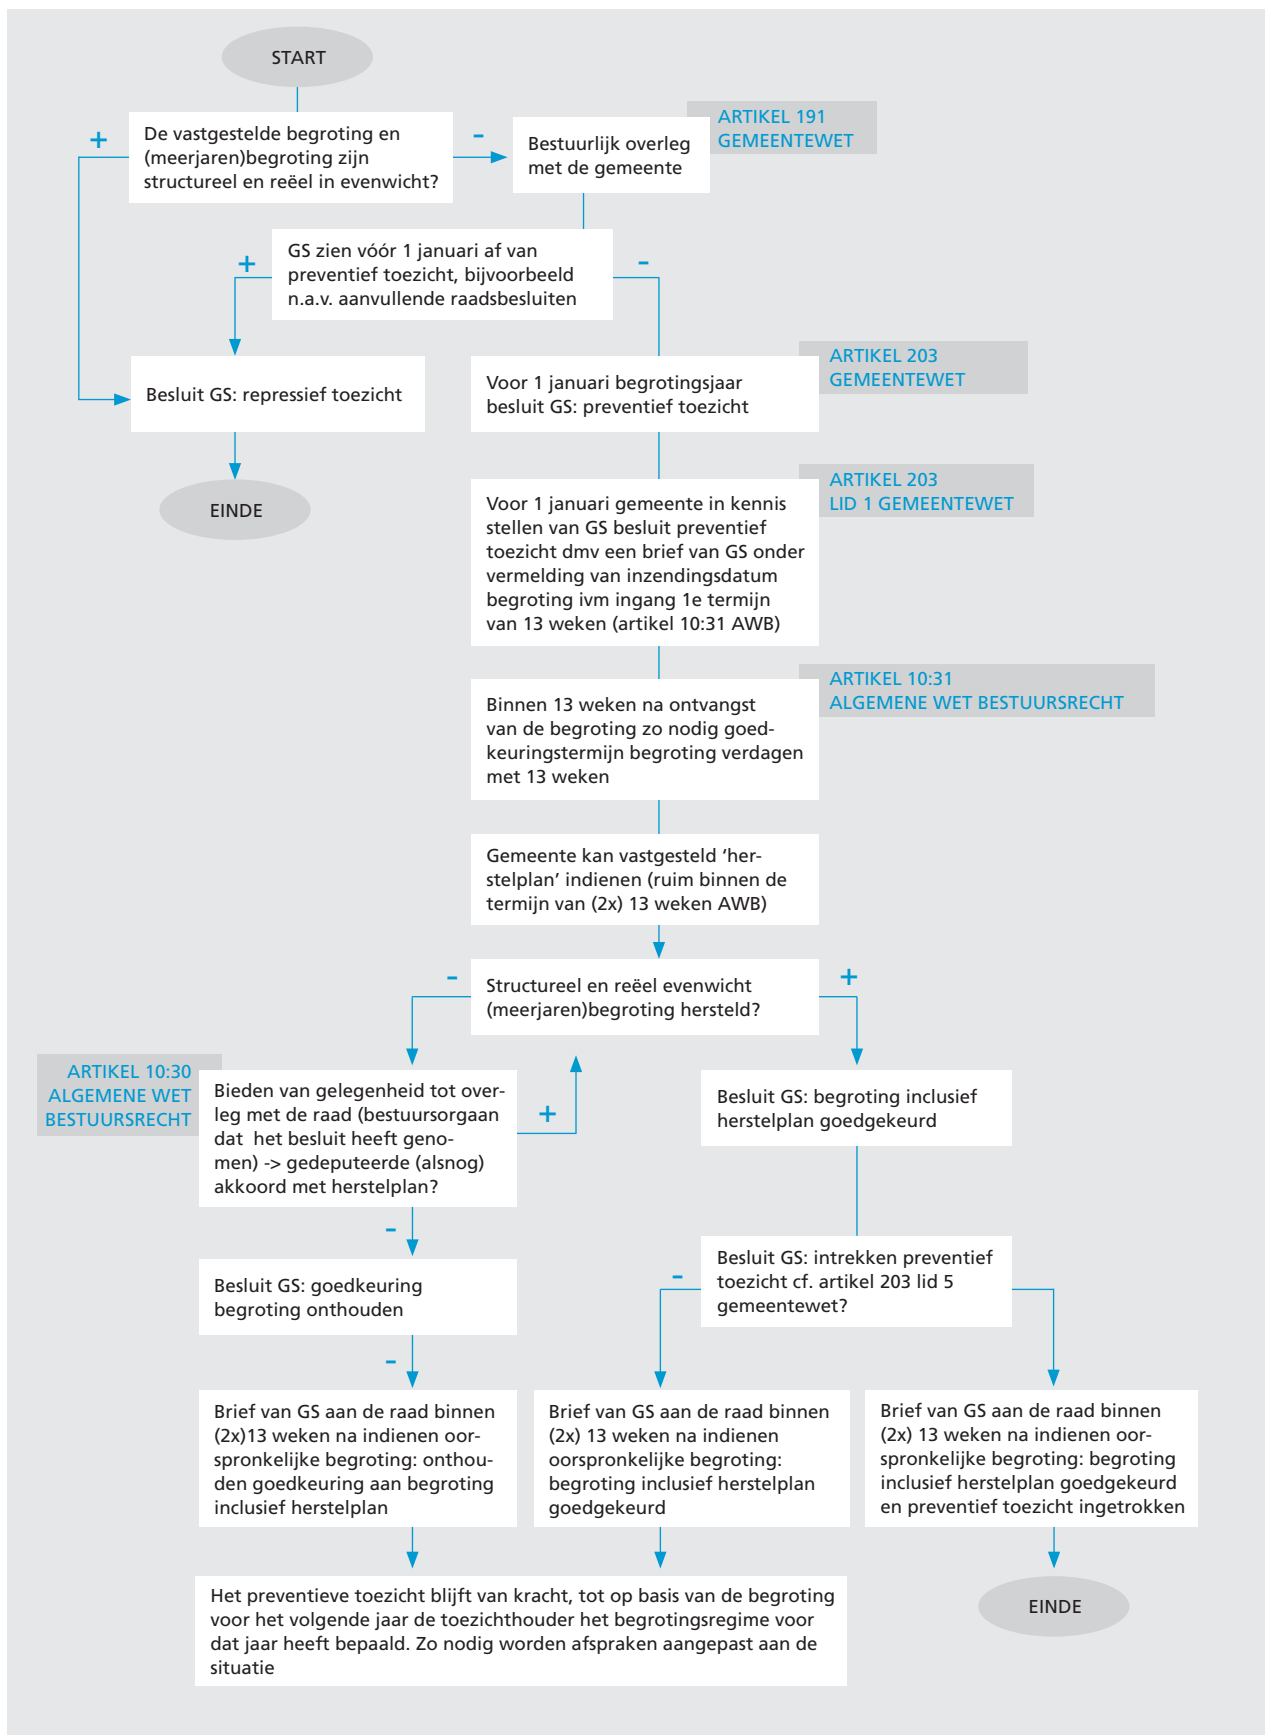 START
+
De vastgestelde begroting en
(meerjaren)begroting zijn
structureel en reëel in evenwicht?
-
Bestuurlijk overleg
met de gemeente
ARTIKEL 191
GEMEENTEWET
+
GS zien vóór 1 januari af van
preventief toezicht, bijvoorbeeld
n.a.v. aanvullende raadsbesluiten
-
Besluit GS: repressief toezicht
EINDE
Voor 1 januari begrotingsjaar
besluit GS: preventief toezicht
ARTIKEL 203
GEMEENTEWET
Voor 1 januari gemeente in kennis
stellen van GS besluit preventief
toezicht dmv een brief van GS onder
vermelding van inzendingsdatum
begroting ivm ingang 1e termijn
van 13 weken (artikel 10:31 AWB)
ARTIKEL 203
LID 1 GEMEENTEWET
Binnen 13 weken na ontvangst
van de begroting zo nodig goed-
keuringstermijn begroting verdagen
met 13 weken
ARTIKEL 10:31
ALGEMENE WET BESTUURSRECHT
Gemeente kan vastgesteld ‘her-
stelplan’ indienen (ruim binnen de
termijn van (2x) 13 weken AWB)
-
Structureel en reëel evenwicht
(meerjaren)begroting hersteld?
+
ARTIKEL 10:30
ALGEMENE WET
BESTUURSRECHT
Bieden van gelegenheid tot over-
leg met de raad (bestuursorgaan
dat het besluit heeft geno-
men) -> gedeputeerde (alsnog)
akkoord met herstelplan?
+
Besluit GS: begroting inclusief
herstelplan goedgekeurd
-
Besluit GS: goedkeuring
begroting onthouden
-
Besluit GS: intrekken preventief
toezicht cf. artikel 203 lid 5
gemeentewet?
-
Brief van GS aan de raad binnen
(2x)13 weken na indienen oor-
spronkelijke begroting: onthou-
den goedkeuring aan begroting
inclusief herstelplan
Brief van GS aan de raad binnen
(2x) 13 weken na indienen
oorspronkelijke begroting:
begroting inclusief herstelplan
goedgekeurd
Brief van GS aan de raad binnen
(2x) 13 weken na indienen oor-
spronkelijke begroting: begroting
inclusief herstelplan goedgekeurd
en preventief toezicht ingetrokken
Het preventieve toezicht blijft van kracht, tot op basis van de begroting
voor het volgende jaar de toezichthouder het begrotingsregime voor
dat jaar heeft bepaald. Zo nodig worden afspraken aangepast aan de
situatie
EINDE